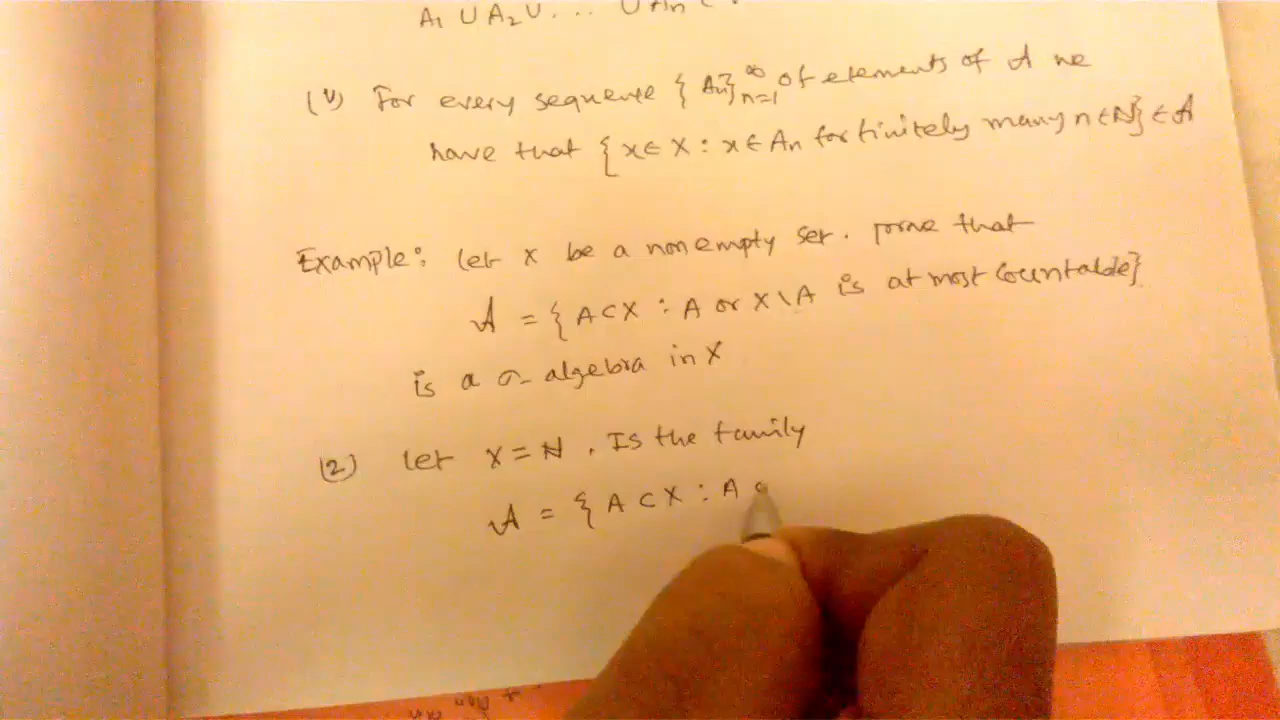 A₁ ∪ A₂ ∪ ... ∪ An
(v) For every sequence {An}∞n=1 of elements of A we
have that {x ∈ X : x ∈ An for finitely many n ∈ N} ∈ A
Example: let X be a nonempty set. prove that
A = { A ⊂ X : A or X \ A is at most countable}
is a σ-algebra in X
(2) let X = N. Is the family
A = { A ⊂ X : A